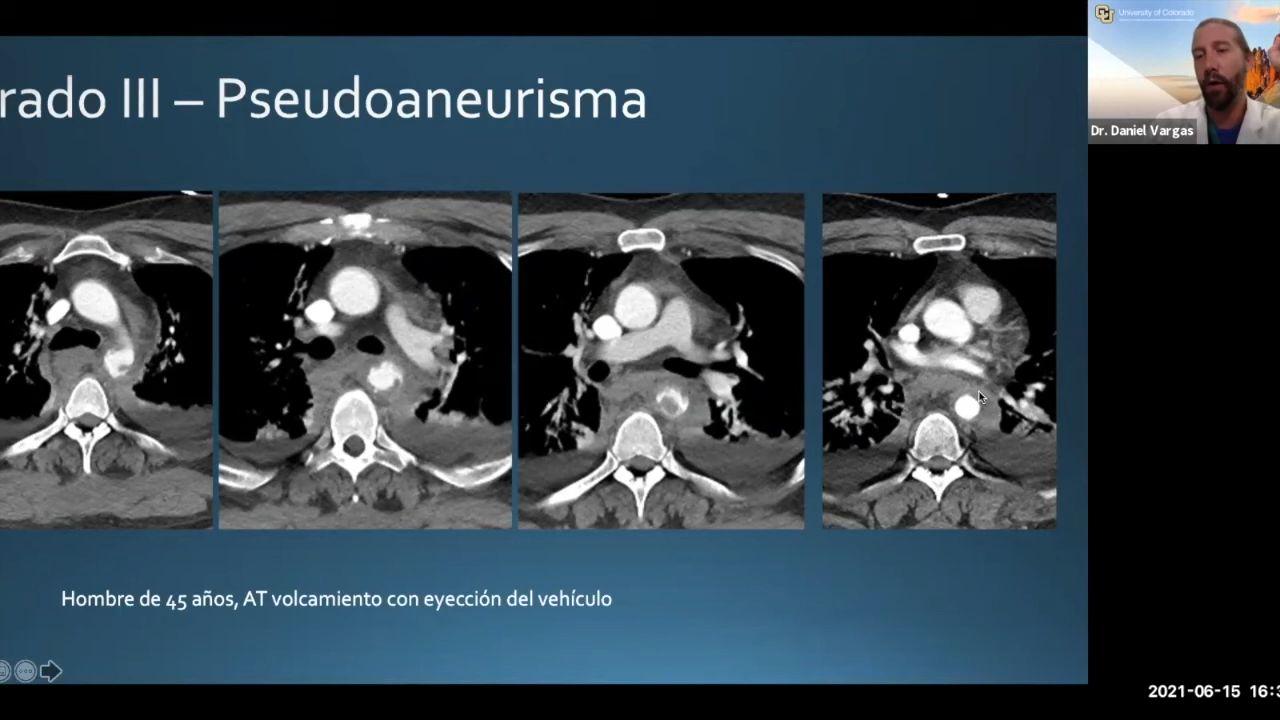 rado III – Pseudoaneurisma
University of Colorado
Dr. Daniel Vargas
Hombre de 45 años, AT volcamiento con eyección del vehículo
2021-06-15 16:3